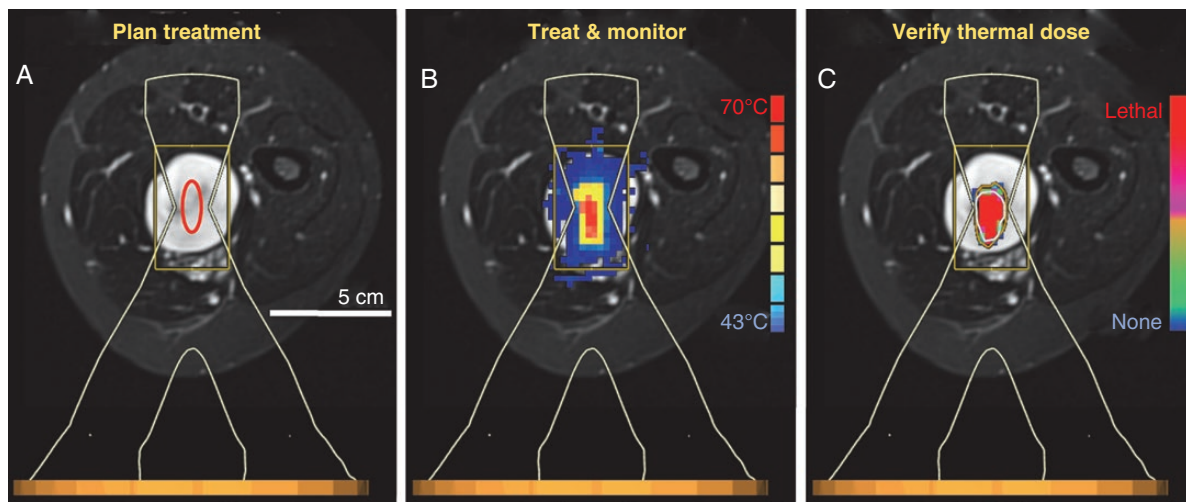 Plan treatment
A
5 cm
Treat & monitor
B
70°C
43°C
Verify thermal dose
C
Lethal
None